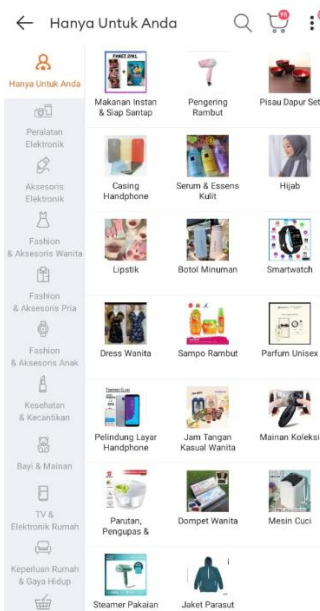 Hanya Untuk Anda
Hanya Untuk Anda
Peralatan
Elektronik
Aksesoris
Elektronik
Fashion
& Aksesoris Wanita
Fashion
& Aksesoris Pria
Fashion
& Aksesoris Anak
Kesehatan
& Kecantikan
Bayi & Mainan
TV &
Elektronik Rumah
Keperluan Rumah
& Gaya Hidup
Makanan Instan
& Siap Santap
Pengering
Rambut
Pisau Dapur Set
Casing
Handphone
Serum & Essens
Kulit
Hijab
Lipstik
Botol Minuman
Smartwatch
Dress Wanita
Sampo Rambut
Parfum Unisex
Pelindung Layar
Handphone
Jam Tangan
Kasual Wanita
Mainan Koleksi
Parutan,
Pengupas &
Dompet Wanita
Mesin Cuci
Steamer Pakaian
Jaket Parasut